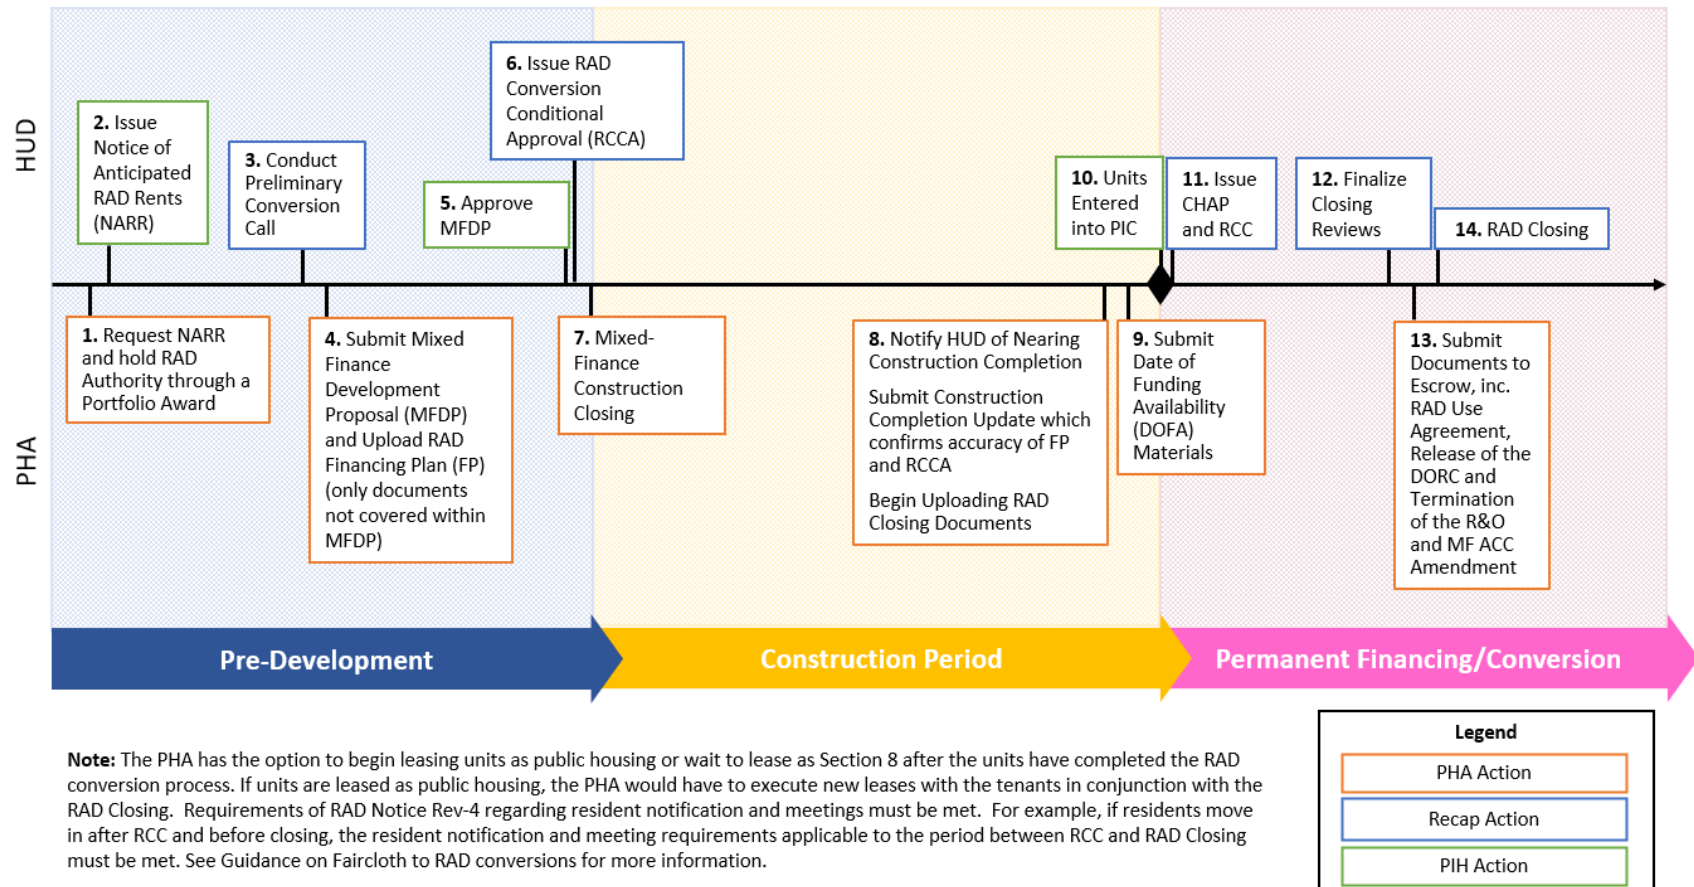 HUD
PHA
2. Issue
Notice of
Anticipated
RAD Rents
(NARR)
3. Conduct
Preliminary
Conversion
Call
5. Approve
MFDP
6. Issue RAD
Conversion
Conditional
Approval (RCCA)
10. Units
Entered
into PIC
11. Issue
CHAP
and RCC
12. Finalize
Closing
Reviews
14. RAD Closing
1. Request NARR
and hold RAD
Authority through a
Portfolio Award
4. Submit Mixed
Finance
Development
Proposal (MFDP)
and Upload RAD
Financing Plan (FP)
(only documents
not covered within
MFDP)
7. Mixed-
Finance
Construction
Closing
8. Notify HUD of Nearing
Construction Completion
Submit Construction
Completion Update which
confirms accuracy of FP
and RCCA
Begin Uploading RAD
Closing Documents
9. Submit
Date of
Funding
Availability
(DOFA)
Materials
13. Submit
Documents to
Escrow, inc.
RAD Use
Agreement,
Release of the
DORC and
Termination
of the R&O
and MF ACC
Amendment
Pre-Development
Construction Period
Permanent Financing/Conversion
Note: The PHA has the option to begin leasing units as public housing or wait to lease as Section 8 after the units have completed the RAD
conversion process. If units are leased as public housing, the PHA would have to execute new leases with the tenants in conjunction with the
RAD Closing. Requirements of RAD Notice Rev-4 regarding resident notification and meetings must be met. For example, if residents move
in after RCC and before closing, the resident notification and meeting requirements applicable to the period between RCC and RAD Closing
must be met. See Guidance on Faircloth to RAD conversions for more information.
Legend
PHA Action
Recap Action
PIH Action